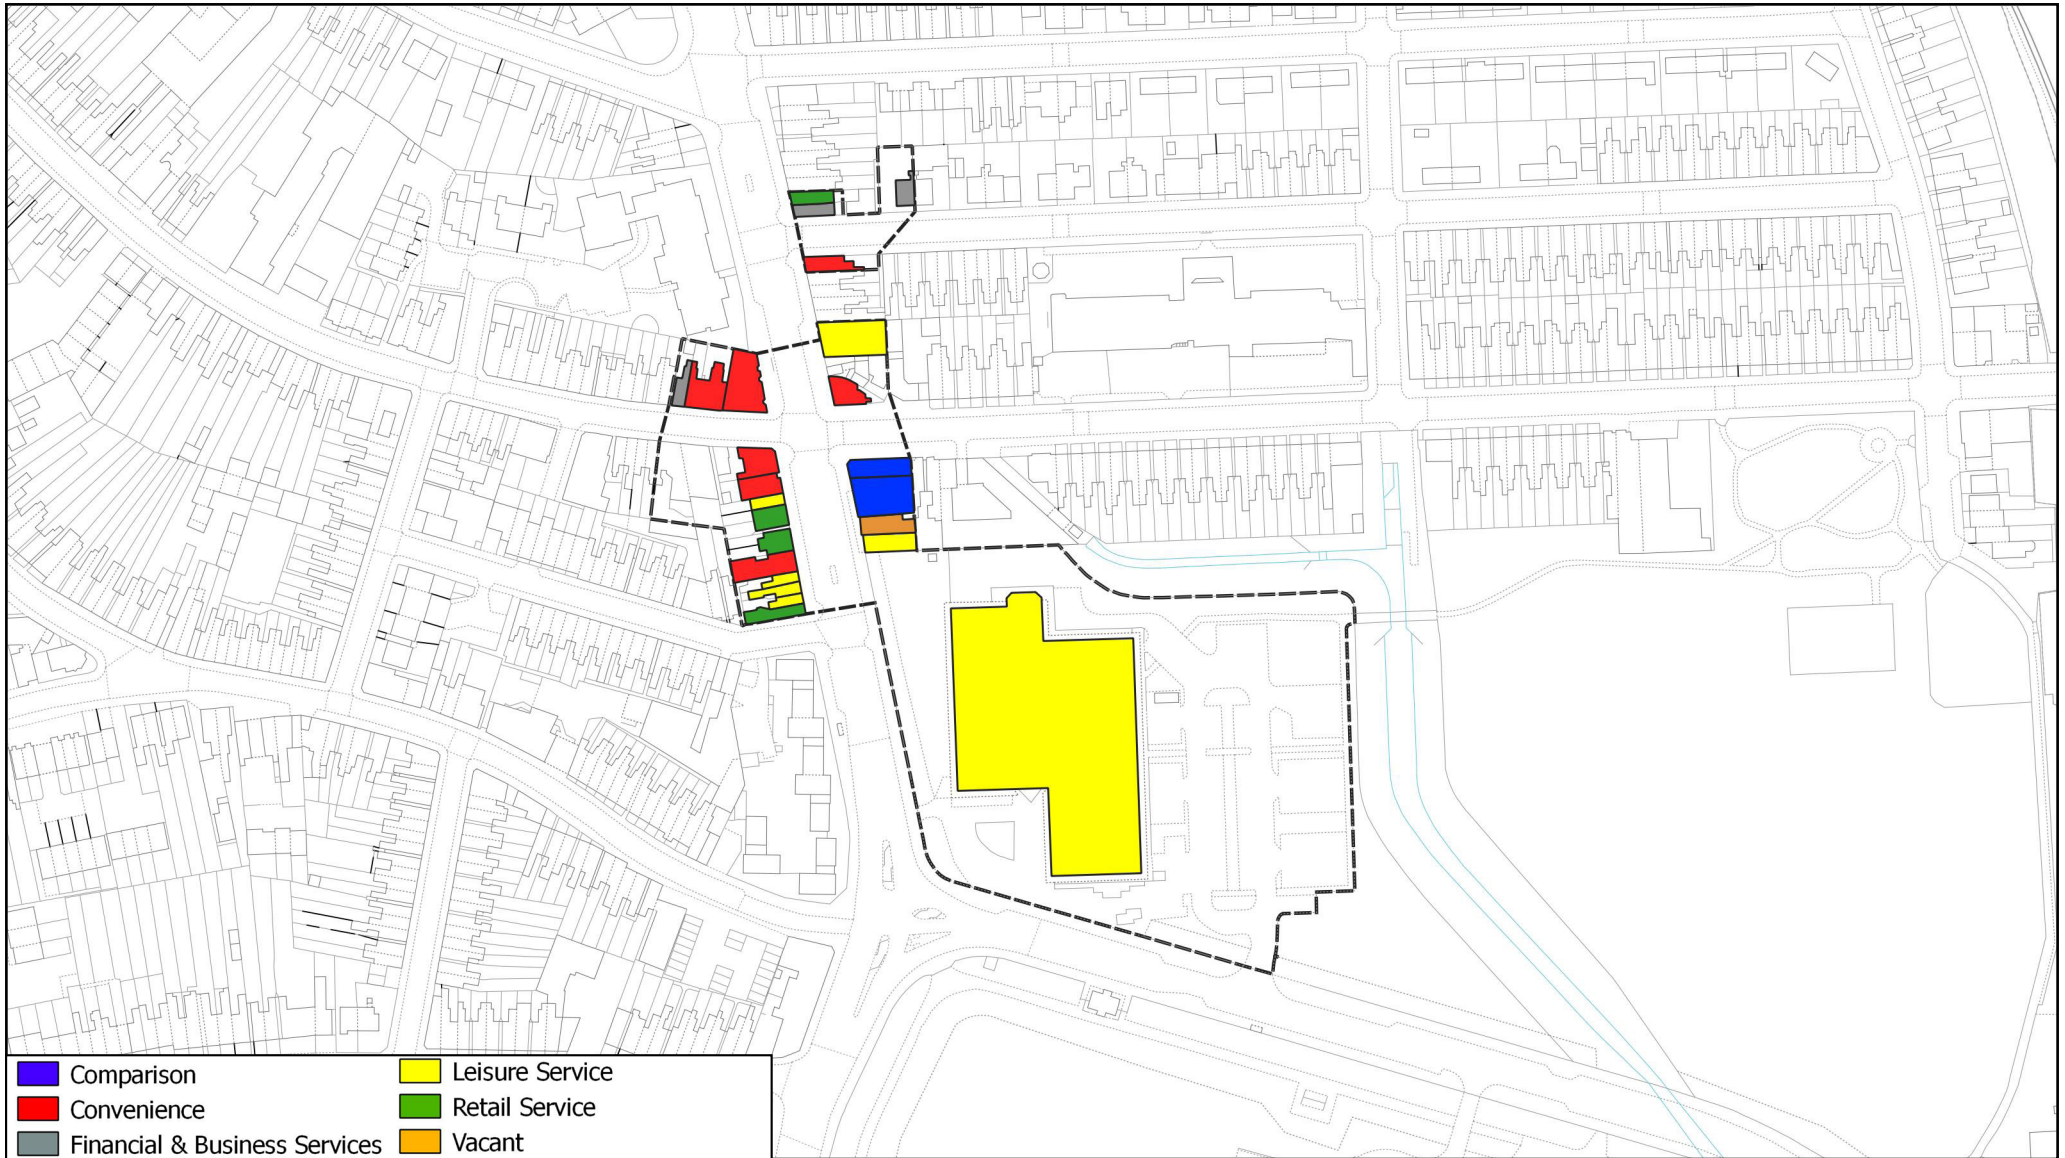 Comparison
Convenience
Financial & Business Services
Leisure Service
Retail Service
Vacant